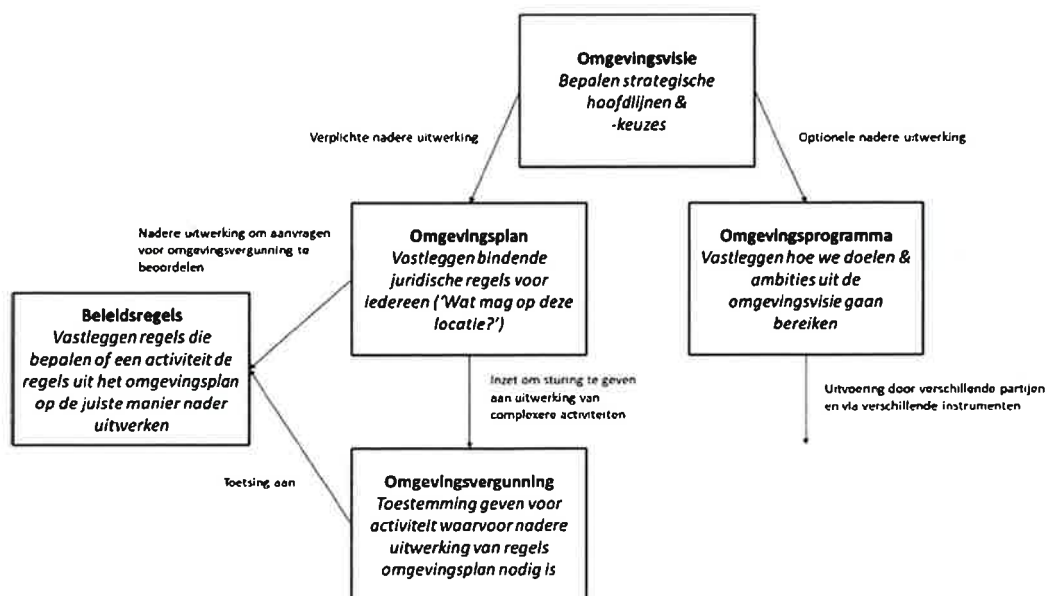 Omgevingsvisie
Bepalen strategische
hoofdlijnen &
-keuzes
Verplichte nadere uitwerking
Optionele nadere uitwerking
Nadere uitwerking om aanvragen
voor omgevingsvergunning te
beoordelen
Omgevingsplan
Vastleggen bindende
juridische regels voor
iedereen ('Wat mag op deze
locatie?')
Omgevingsprogramma
Vastleggen hoe we doelen &
ambities uit de
omgevingsvisie gaan
bereiken
Beleidsregels
Vastleggen regels die
bepalen of een activiteit de
regels uit het omgevingsplan
op de juiste manier nader
uitwerken
Inzet om sturing te geven
aan uitwerking van
complexere activiteiten
Uitvoering door verschillende partijen
en via verschillende instrumenten
Toetsing aan
Omgevingsvergunning
Toestemming geven voor
activiteit waarvoor nadere
uitwerking van regels
omgevingsplan nodig is